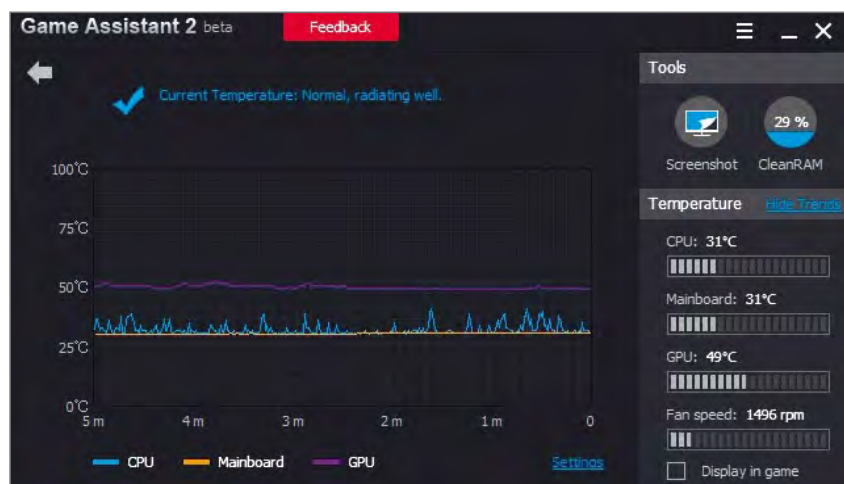 Game Assistant 2 beta
Feedback
Current Temperature: Normal, radiating well.
100°C
75°C
50°C
25°C
0°C
5 m
4 m
3 m
2 m
1 m
0
CPU
Mainboard
GPU
Settings
Tools
29 %
Screenshot
CleanRAM
Temperature
Hide Trends
CPU: 31°C
Mainboard: 31°C
GPU: 49°C
Fan speed: 1496 rpm
Display in game